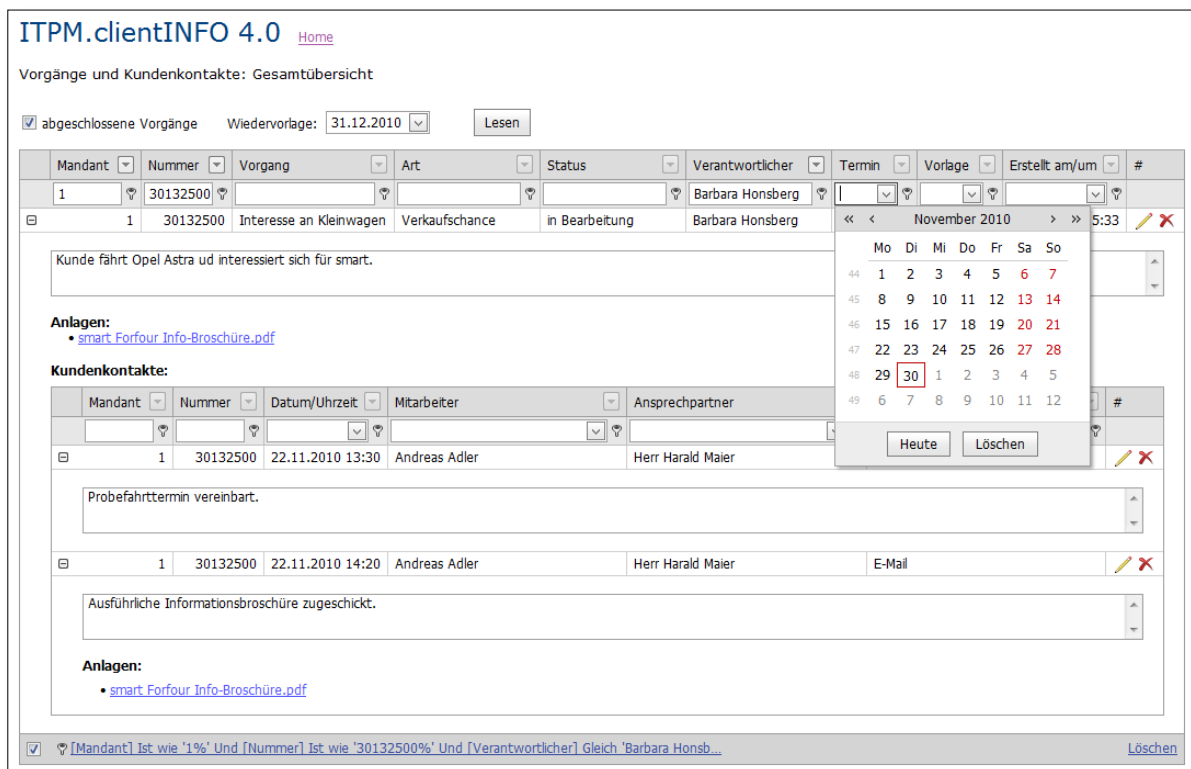 ITPM.clientINFO 4.0 Home
Vorgänge und Kundenkontakte: Gesamtübersicht
abgeschlossene Vorgänge Wiedervorlage: 31.12.2010 Lesen
Mandant Nummer Vorgang Art Status Verantwortlicher Termin Vorlage Erstellt am/um #
1 30132500 Barbara Honsberg
1 30132500 Interesse an Kleinwagen Verkaufschance in Bearbeitung Barbara Honsberg 5:33
« ‹ November 2010 › »
Mo Di Mi Do Fr Sa So
44 1 2 3 4 5 6 7
45 8 9 10 11 12 13 14
46 15 16 17 18 19 20 21
47 22 23 24 25 26 27 28
48 29 30 1 2 3 4 5
49 6 7 8 9 10 11 12
Heute Löschen
Kunde fährt Opel Astra ud interessiert sich für smart.
Anlagen:
• smart Forfour Info-Broschüre.pdf
Kundenkontakte:
Mandant Nummer Datum/Uhrzeit Mitarbeiter Ansprechpartner #
1 30132500 22.11.2010 13:30 Andreas Adler Herr Harald Maier
Probefahrttermin vereinbart.
1 30132500 22.11.2010 14:20 Andreas Adler Herr Harald Maier E-Mail
Ausführliche Informationsbroschüre zugeschickt.
Anlagen:
• smart Forfour Info-Broschüre.pdf
[Mandant] Ist wie '1%' Und [Nummer] Ist wie '30132500%' Und [Verantwortlicher] Gleich 'Barbara Honsb... Löschen